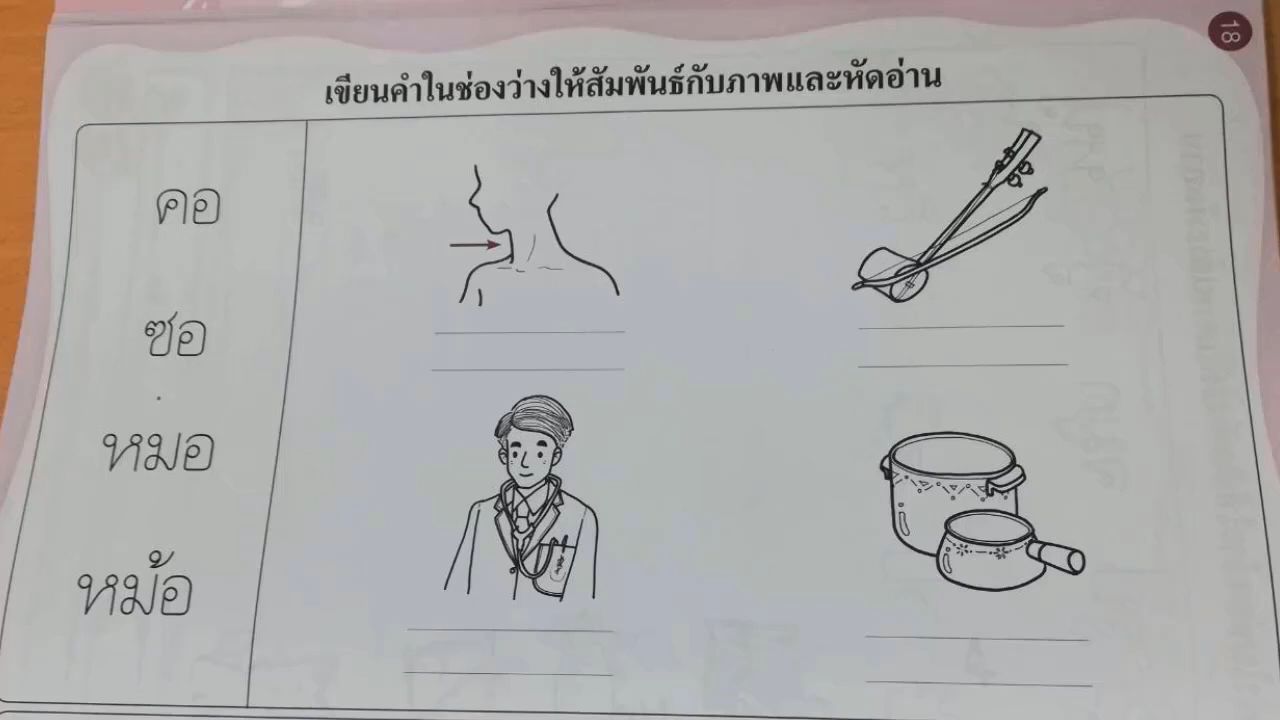 18
เขียนคำในช่องว่างให้สัมพันธ์กับภาพและหัดอ่าน
คอ
ซอ
หมอ
หม้อ